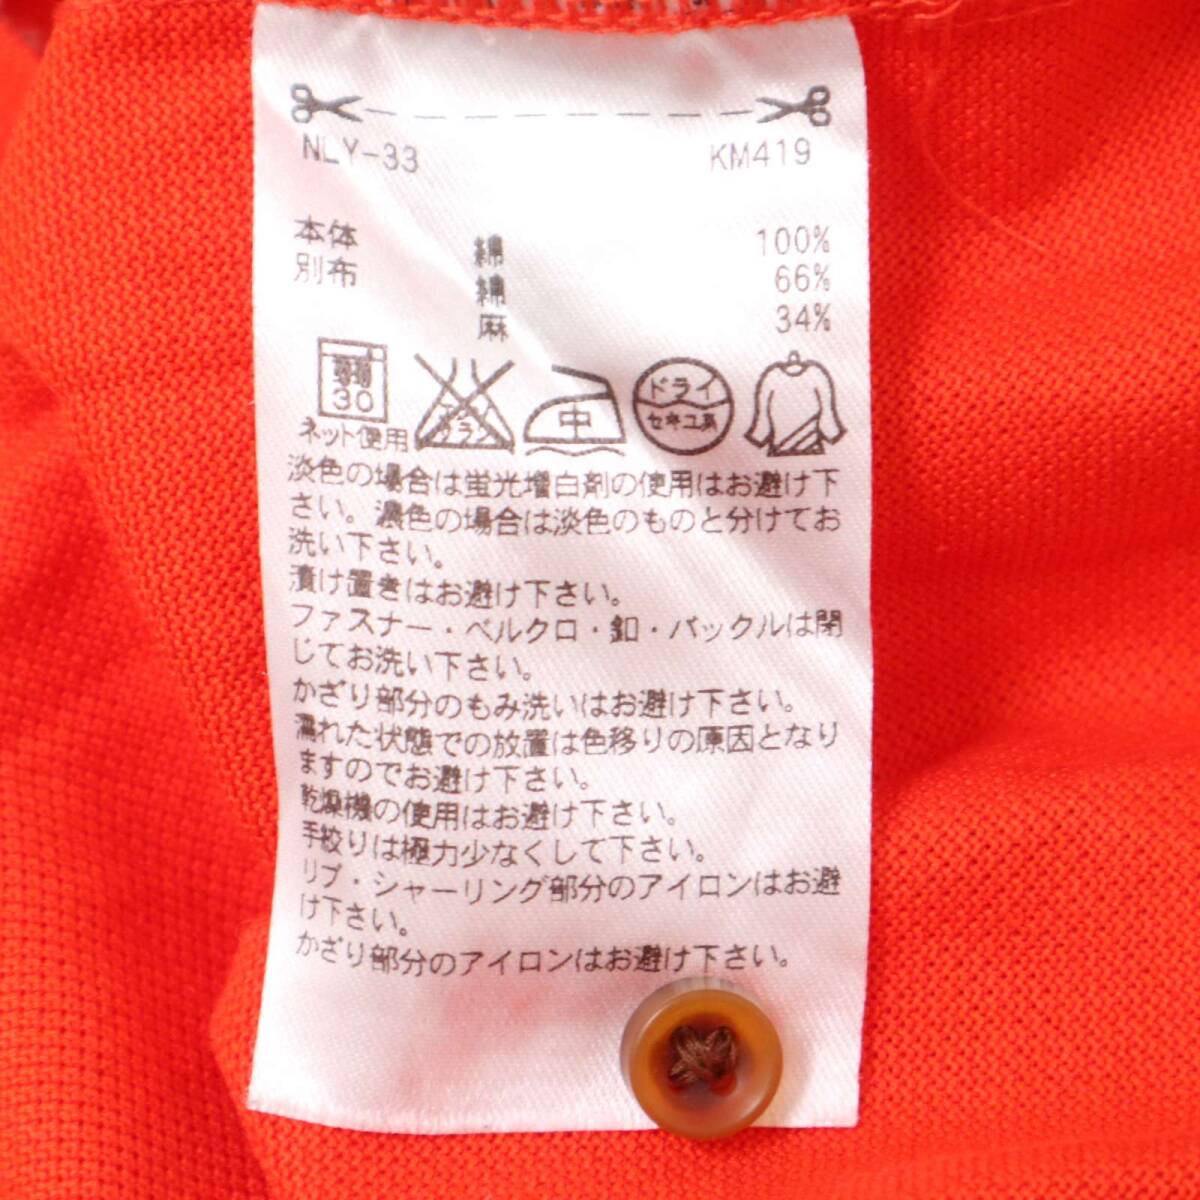 NLY-33 KM419
本体 綿 100%
別布 綿 66%
麻 34%
30
ネット使用
中
ドライ
セキユ系
淡色の場合は蛍光増白剤の使用はお避け下
さい。濃色の場合は淡色のものと分けてお
洗い下さい。
漬け置きはお避け下さい。
ファスナー・ベルクロ・釦・バックルは閉
じてお洗い下さい。
かざり部分のもみ洗いはお避け下さい。
濡れた状態での放置は色移りの原因となり
ますのでお避け下さい。
乾燥機の使用はお避け下さい。
手絞りは極力少なくして下さい。
リブ・シャーリング部分のアイロンはお避
け下さい。
かざり部分のアイロンはお避け下さい。